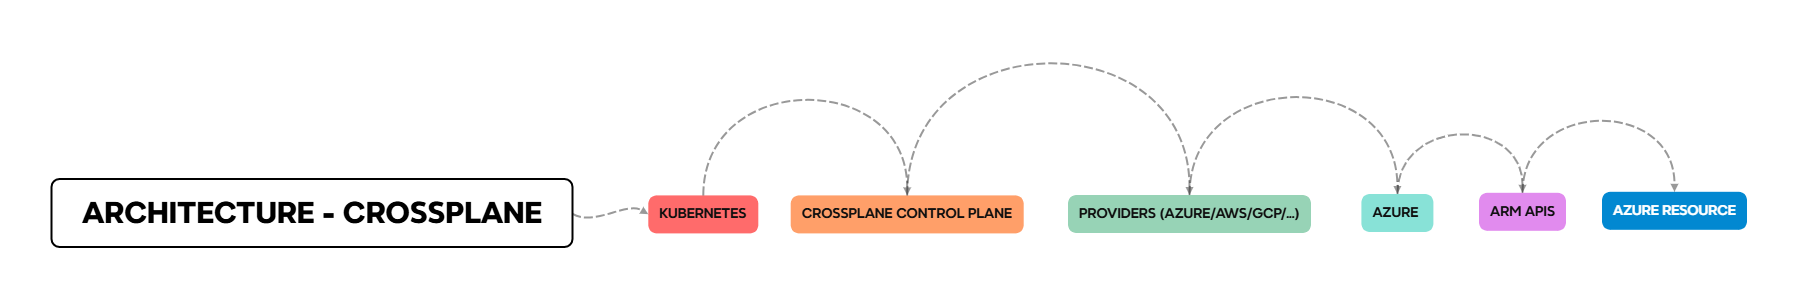 ARCHITECTURE - CROSSPLANE
KUBERNETES
CROSSPLANE CONTROL PLANE
PROVIDERS (AZURE/AWS/GCP/...)
AZURE
ARM APIS
AZURE RESOURCE